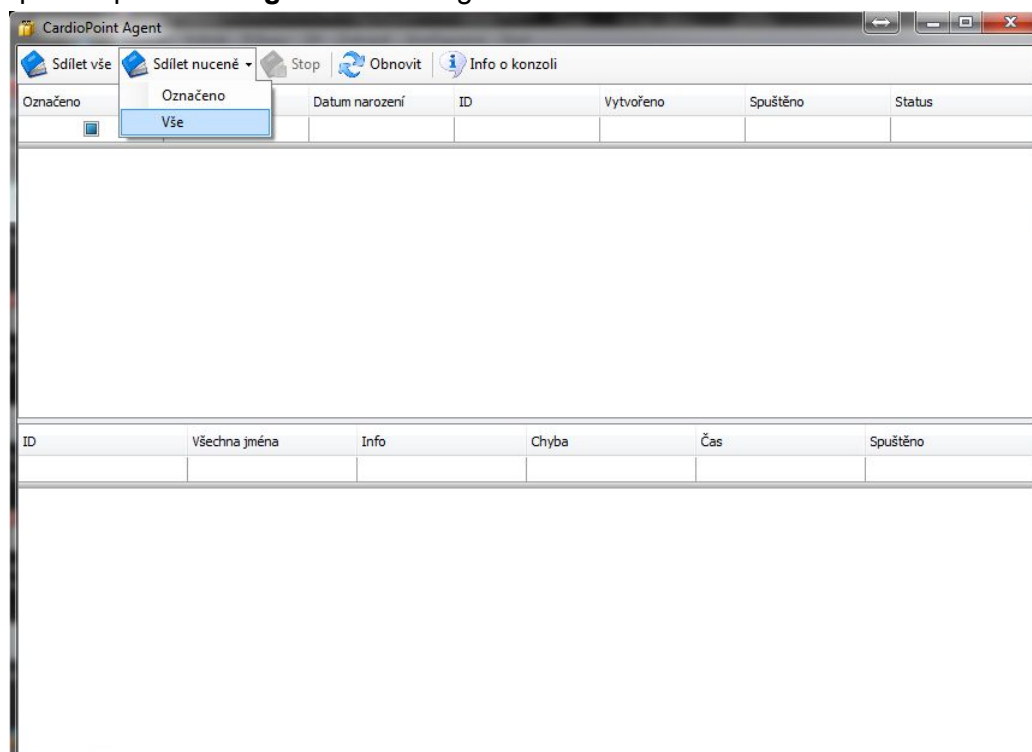 CardioPoint Agent
Sdílet vše Sdílet nuceně Stop Obnovit Info o konzoli
Označeno Datum narození ID Vytvořeno Spuštěno Status
Označeno
Vše
ID Všechna jména Info Chyba Čas Spuštěno